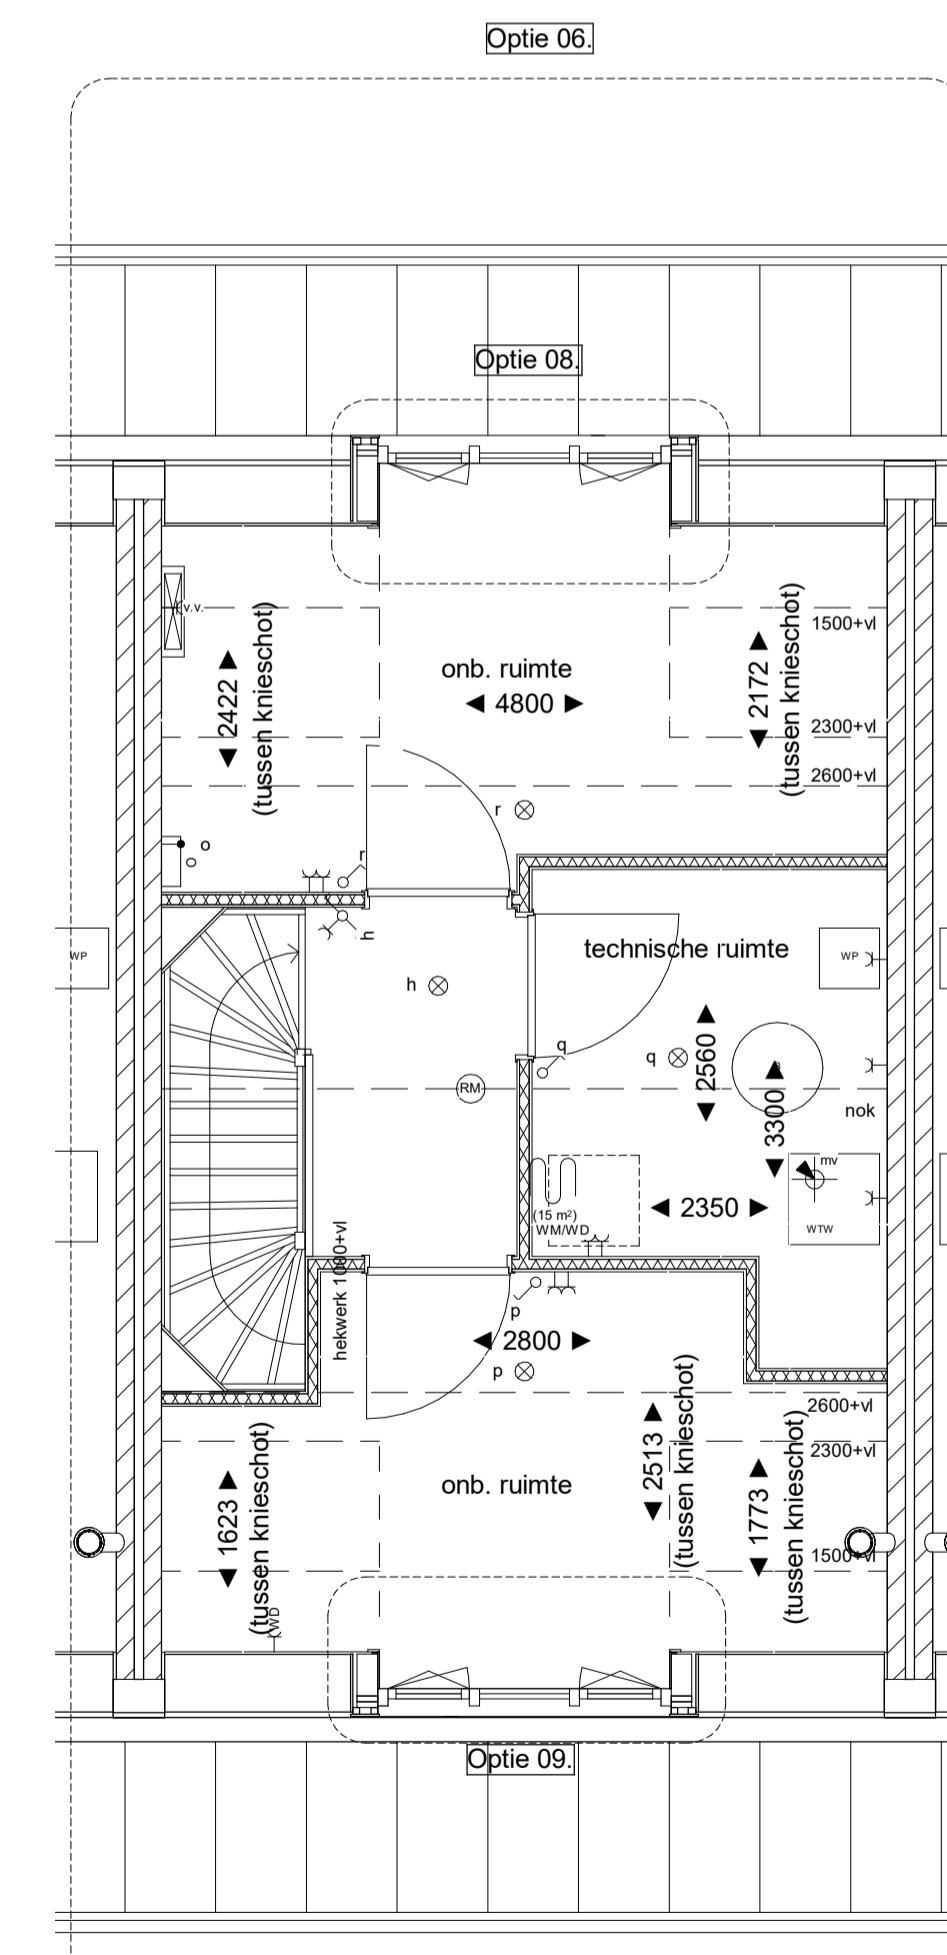 Optie 06.
Optie 08.
v.v.
2422
(tussen knieschot)
onb. ruimte
4800
2172
(tussen knieschot)
1500+vl
2300+vl
2600+vl
r
o
o
r
h
technische ruimte
WP
WP
h
q
q
2560
RM
3300
nok
mv
2350
(15 m²)
WM/WD
WTW
hekwerk 1000+vl
p
2800
p
2600+vl
2300+vl
2513
(tussen knieschot)
onb. ruimte
1623
(tussen knieschot)
1773
(tussen knieschot)
1500+vl
WD
Optie 09.